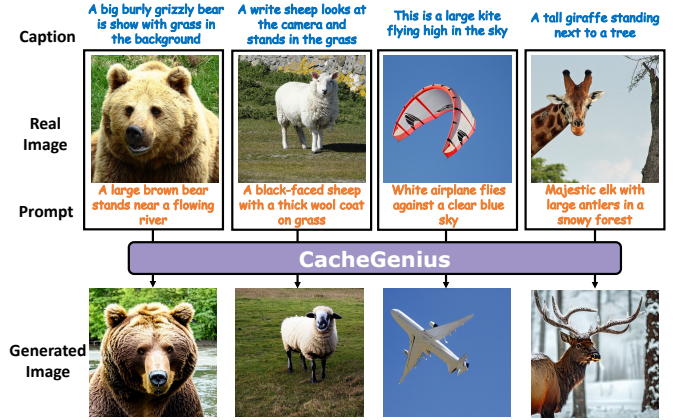 Caption
A big burly grizzly bear
is show with grass in
the background
A write sheep looks at
the camera and
stands in the grass
This is a large kite
flying high in the sky
A tall giraffe standing
next to a tree
Real
Image
Prompt
A large brown bear
stands near a flowing
river
A black-faced sheep
with a thick wool coat
on grass
White airplane flies
against a clear blue
sky
Majestic elk with
large antlers in a
snowy forest
CacheGenius
Generated
Image